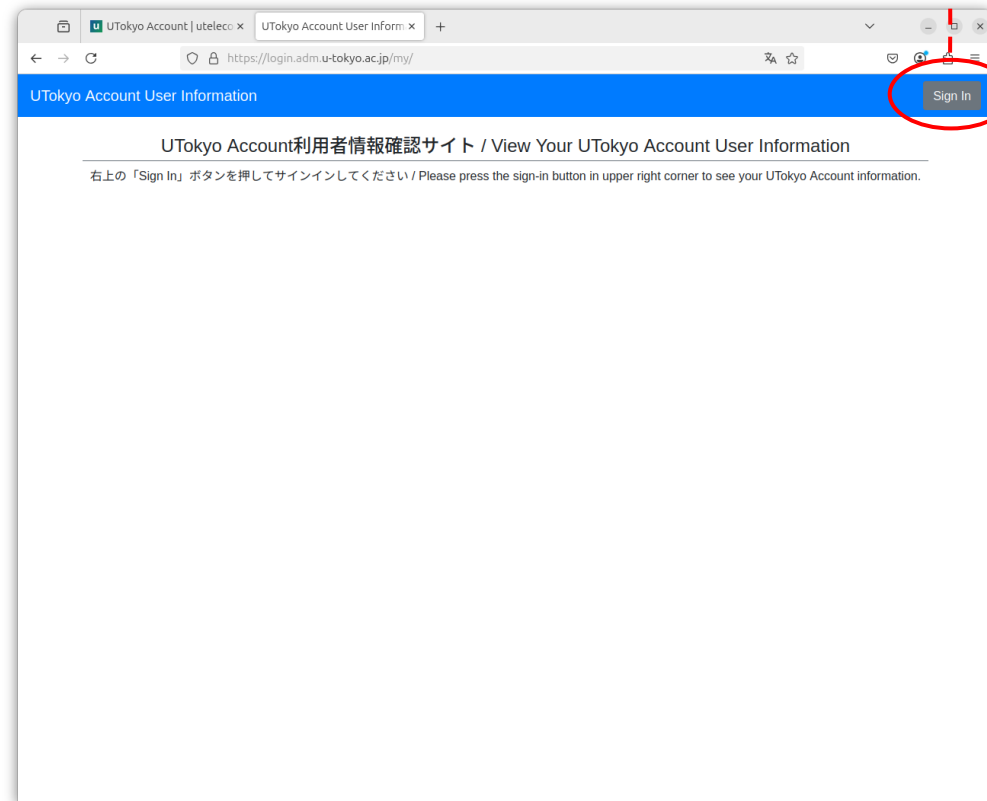 UTokyo Account | uteleco
UTokyo Account User Inform
https://login.adm.u-tokyo.ac.jp/my/
UTokyo Account User Information
Sign In
UTokyo Account利用者情報確認サイト / View Your UTokyo Account User Information
右上の「Sign In」ボタンを押してサインインしてください / Please press the sign-in button in upper right corner to see your UTokyo Account information.